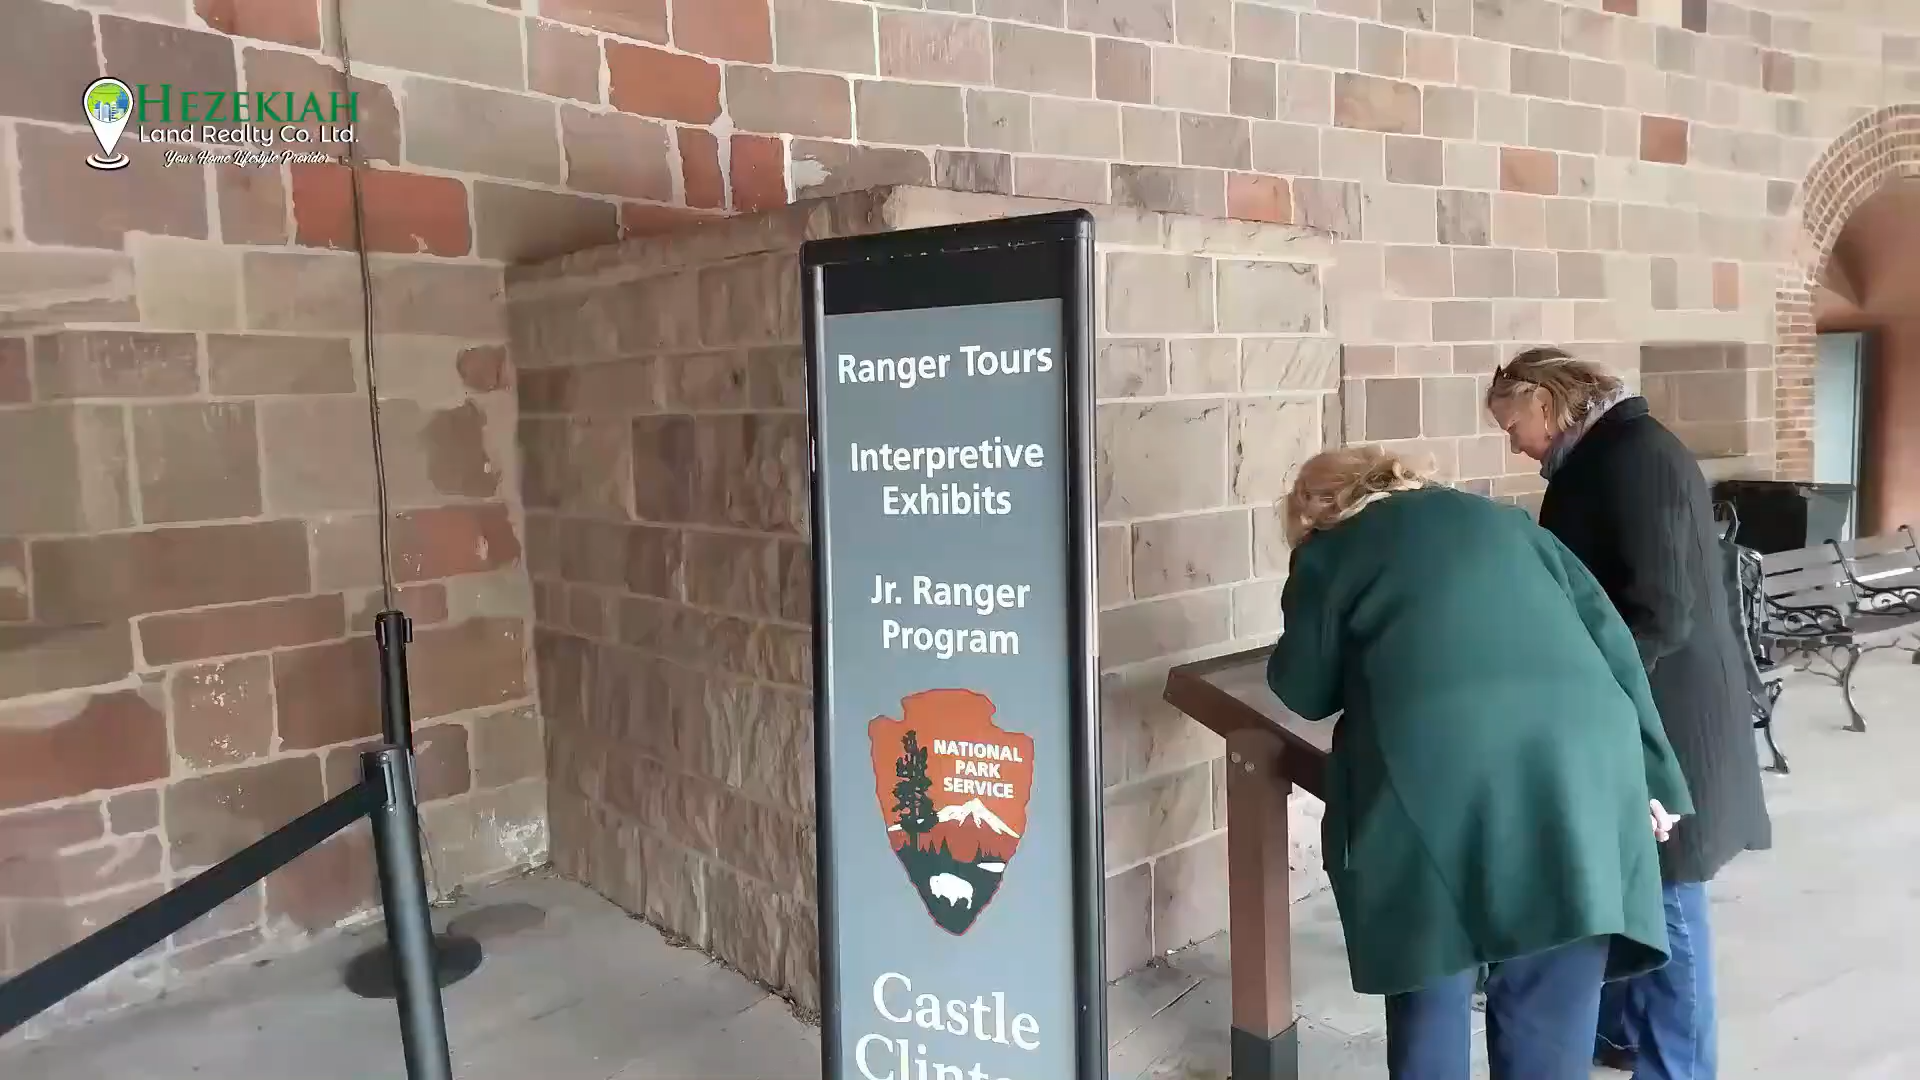 HEZEKIAH
Land Realty Co. Ltd.
Your Home Lifestyle Provider
Ranger Tours
Interpretive
Exhibits
Jr. Ranger
Program
NATIONAL
PARK
SERVICE
Castle